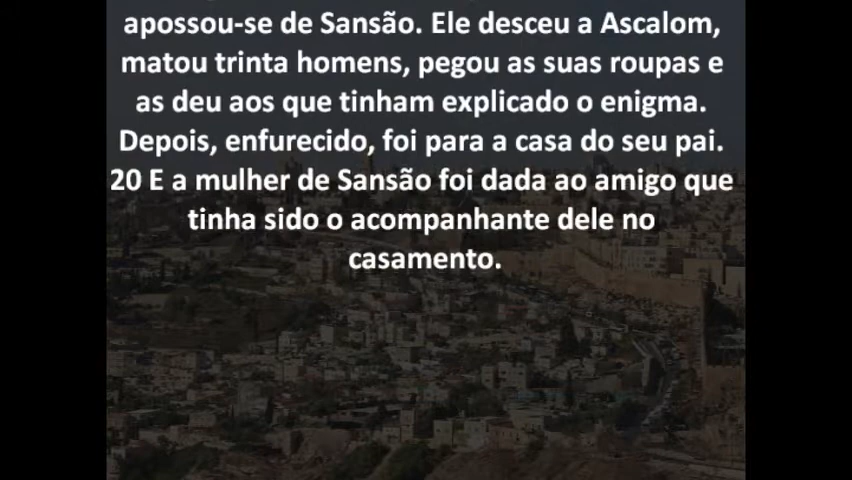 apossou-se de Sansão. Ele desceu a Ascalom,
matou trinta homens, pegou as suas roupas e
as deu aos que tinham explicado o enigma.
Depois, enfurecido, foi para a casa do seu pai.
20 E a mulher de Sansão foi dada ao amigo que
tinha sido o acompanhante dele no
casamento.